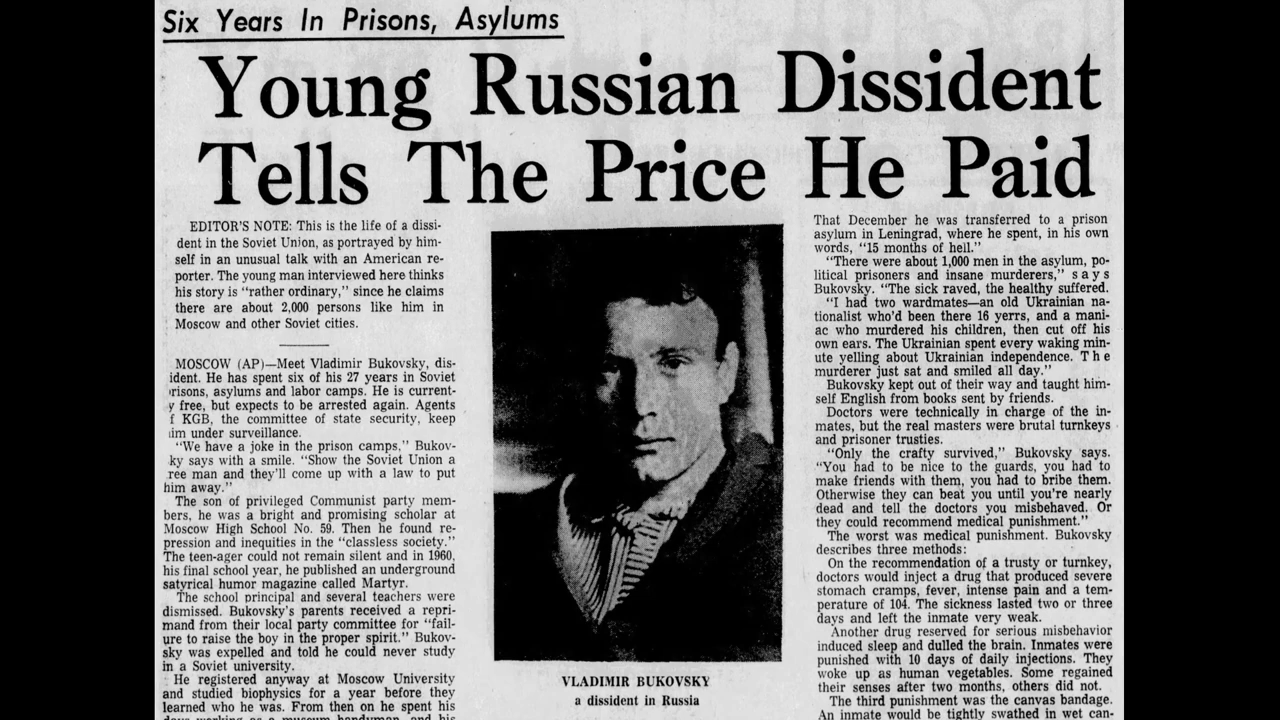 Six Years In Prisons, Asylums
Young Russian Dissident
Tells The Price He Paid
EDITOR'S NOTE: This is the life of a dissi-
dent in the Soviet Union, as portrayed by him-
self in an unusual talk with an American re-
porter. The young man interviewed here thinks
his story is "rather ordinary," since he claims
there are about 2,000 persons like him in
Moscow and other Soviet cities.
MOSCOW (AP)—Meet Vladimir Bukovsky, dis-
ident. He has spent six of his 27 years in Soviet
risons, asylums and labor camps. He is current-
y free, but expects to be arrested again. Agents
f KGB, the committee of state security, keep
im under surveillance.
"We have a joke in the prison camps," Bukov-
ky says with a smile. "Show the Soviet Union a
ree man and they'll come up with a law to put
him away."
The son of privileged Communist party mem-
bers, he was a bright and promising scholar at
Moscow High School No. 59. Then he found re-
pression and inequities in the "classless society."
The teen-ager could not remain silent and in 1960,
his final school year, he published an underground
satyrical humor magazine called Martyr.
The school principal and several teachers were
dismissed. Bukovsky's parents received a repri-
mand from their local party committee for "fail-
ure to raise the boy in the proper spirit." Bukov-
sky was expelled and told he could never study
in a Soviet university.
He registered anyway at Moscow University
and studied biophysics for a year before they
learned who he was. From then on he spent his
days working as a museum handyman, and his
VLADIMIR BUKOVSKY
a dissident in Russia
That December he was transferred to a prison
asylum in Leningrad, where he spent, in his own
words, "15 months of hell."
"There were about 1,000 men in the asylum, po-
litical prisoners and insane murderers," says
Bukovsky. "The sick raved, the healthy suffered.
"I had two wardmates—an old Ukrainian na-
tionalist who'd been there 16 yerrs, and a mani-
ac who murdered his children, then cut off his
own ears. The Ukrainian spent every waking min-
ute yelling about Ukrainian independence. The
murderer just sat and smiled all day."
Bukovsky kept out of their way and taught him-
self English from books sent by friends.
Doctors were technically in charge of the in-
mates, but the real masters were brutal turnkeys
and prisoner trusties.
"Only the crafty survived," Bukovsky says.
"You had to be nice to the guards, you had to
make friends with them, you had to bribe them.
Otherwise they can beat you until you're nearly
dead and tell the doctors you misbehaved. Or
they could recommend medical punishment."
The worst was medical punishment. Bukovsky
describes three methods:
On the recommendation of a trusty or turnkey,
doctors would inject a drug that produced severe
stomach cramps, fever, intense pain and a tem-
perature of 104. The sickness lasted two or three
days and left the inmate very weak.
Another drug reserved for serious misbehavior
induced sleep and dulled the brain. Inmates were
punished with 10 days of daily injections. They
woke up as human vegetables. Some regained
their senses after two months, others did not.
The third punishment was the canvas bandage.
An inmate would be tightly swathed in wet can-